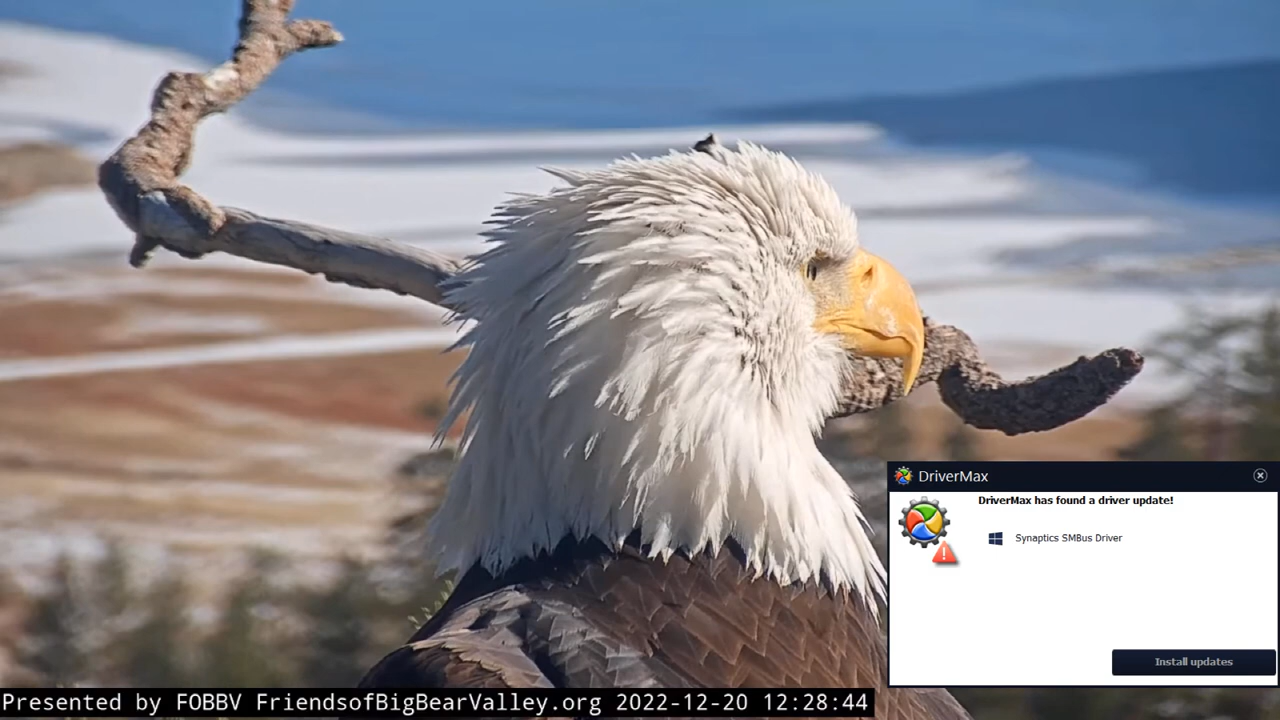 DriverMax
DriverMax has found a driver update!
Synaptics SMBus Driver
Install updates
Presented by FOBBV FriendsofBigBearValley.org 2022-12-20 12:28:44